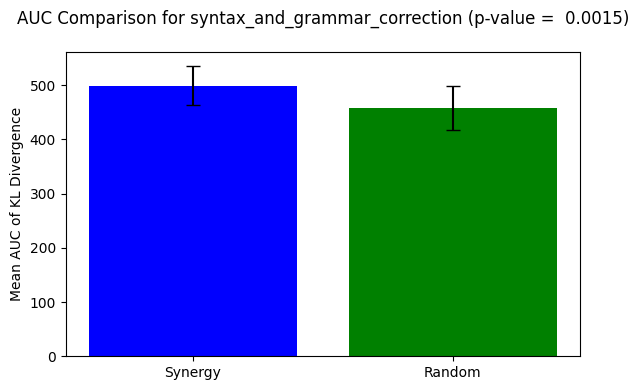 AUC Comparison for syntax_and_grammar_correction (p-value =  0.0015)
Mean AUC of KL Divergence
500
400
300
200
100
0
Synergy
Random